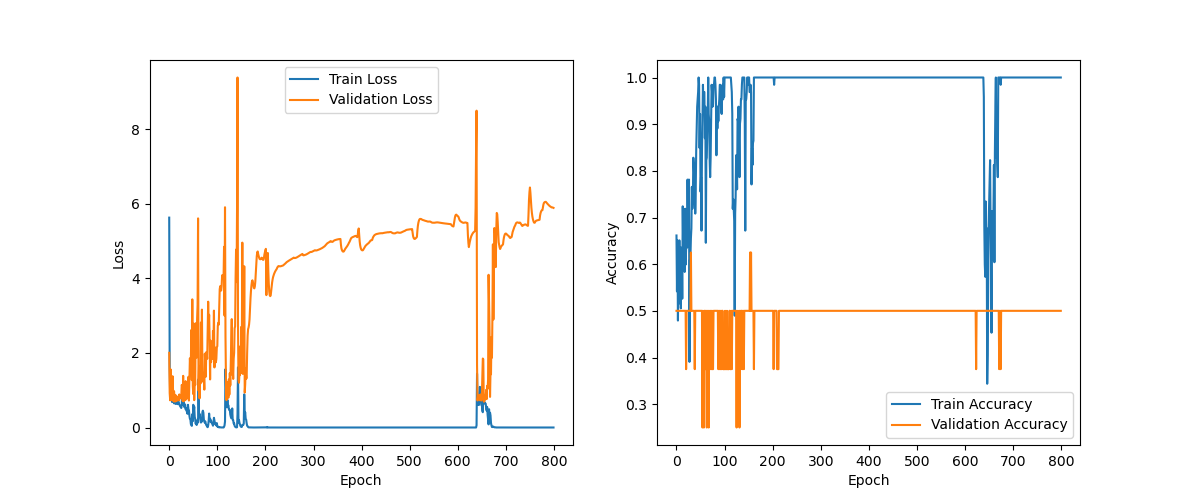 Train Loss
Validation Loss
8
6
4
2
0
Loss
0 100 200 300 400 500 600 700 800
Epoch
1.0
0.9
0.8
0.7
0.6
0.5
0.4
0.3
Accuracy
Train Accuracy
Validation Accuracy
0 100 200 300 400 500 600 700 800
Epoch